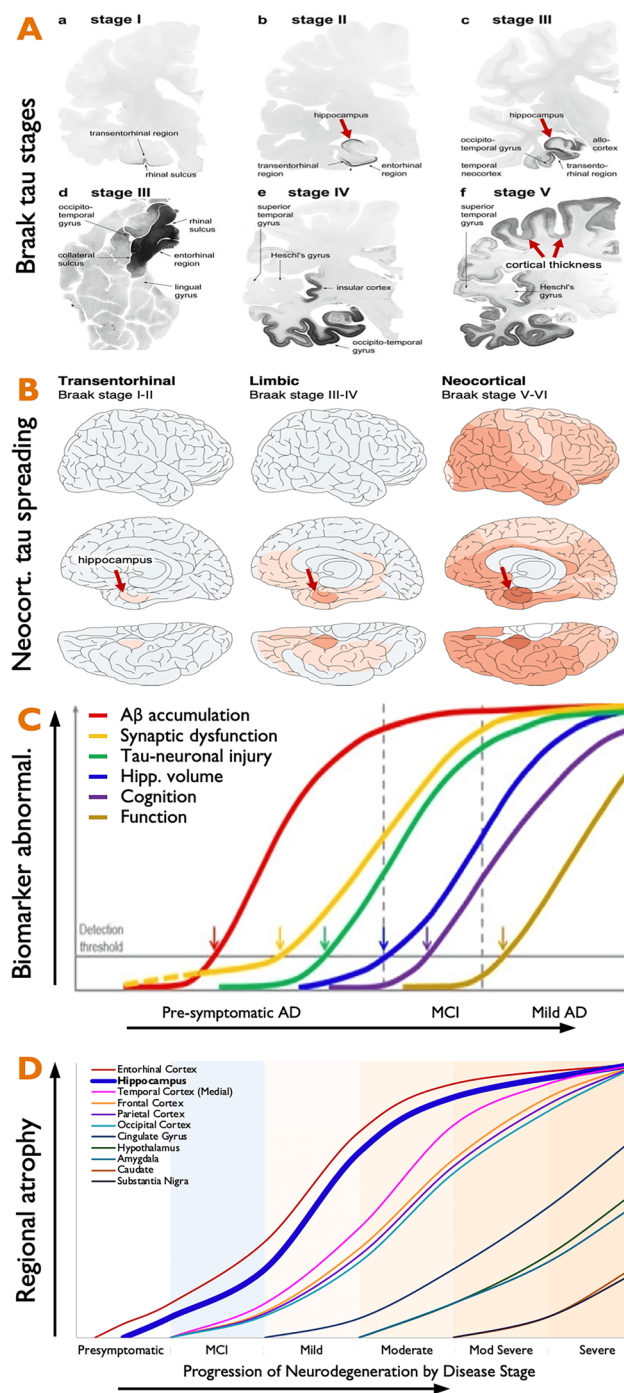 A
Braak tau stages
a
stage I
transentorhinal region
rhinal sulcus
b
stage II
hippocampus
transentorhinal
region
entorhinal
region
c
stage III
hippocampus
occipito-
temporal gyrus
allo-
cortex
temporal
neocortex
transento-
rhinal region
d
stage III
occipito-
temporal
gyrus
rhinal
sulcus
collateral
sulcus
entorhinal
region
lingual
gyrus
e
stage IV
superior
temporal
gyrus
Heschl's gyrus
insular cortex
occipito-temporal
gyrus
f
stage V
superior
temporal gyrus
cortical thickness
Heschl's
gyrus
B
Neocort. tau spreading
Transentorhinal
Braak stage I-II
Limbic
Braak stage III-IV
Neocortical
Braak stage V-VI
hippocampus
C
Biomarker abnormal.
Aβ accumulation
Synaptic dysfunction
Tau-neuronal injury
Hipp. volume
Cognition
Function
Detection
threshold
Pre-symptomatic AD
MCI
Mild AD
D
Regional atrophy
Entorhinal Cortex
Hippocampus
Temporal Cortex (Medial)
Frontal Cortex
Parietal Cortex
Occipital Cortex
Cingulate Gyrus
Hypothalamus
Amygdala
Caudate
Substantia Nigra
Presymptomatic
MCI
Mild
Moderate
Mod Severe
Severe
Progression of Neurodegeneration by Disease Stage